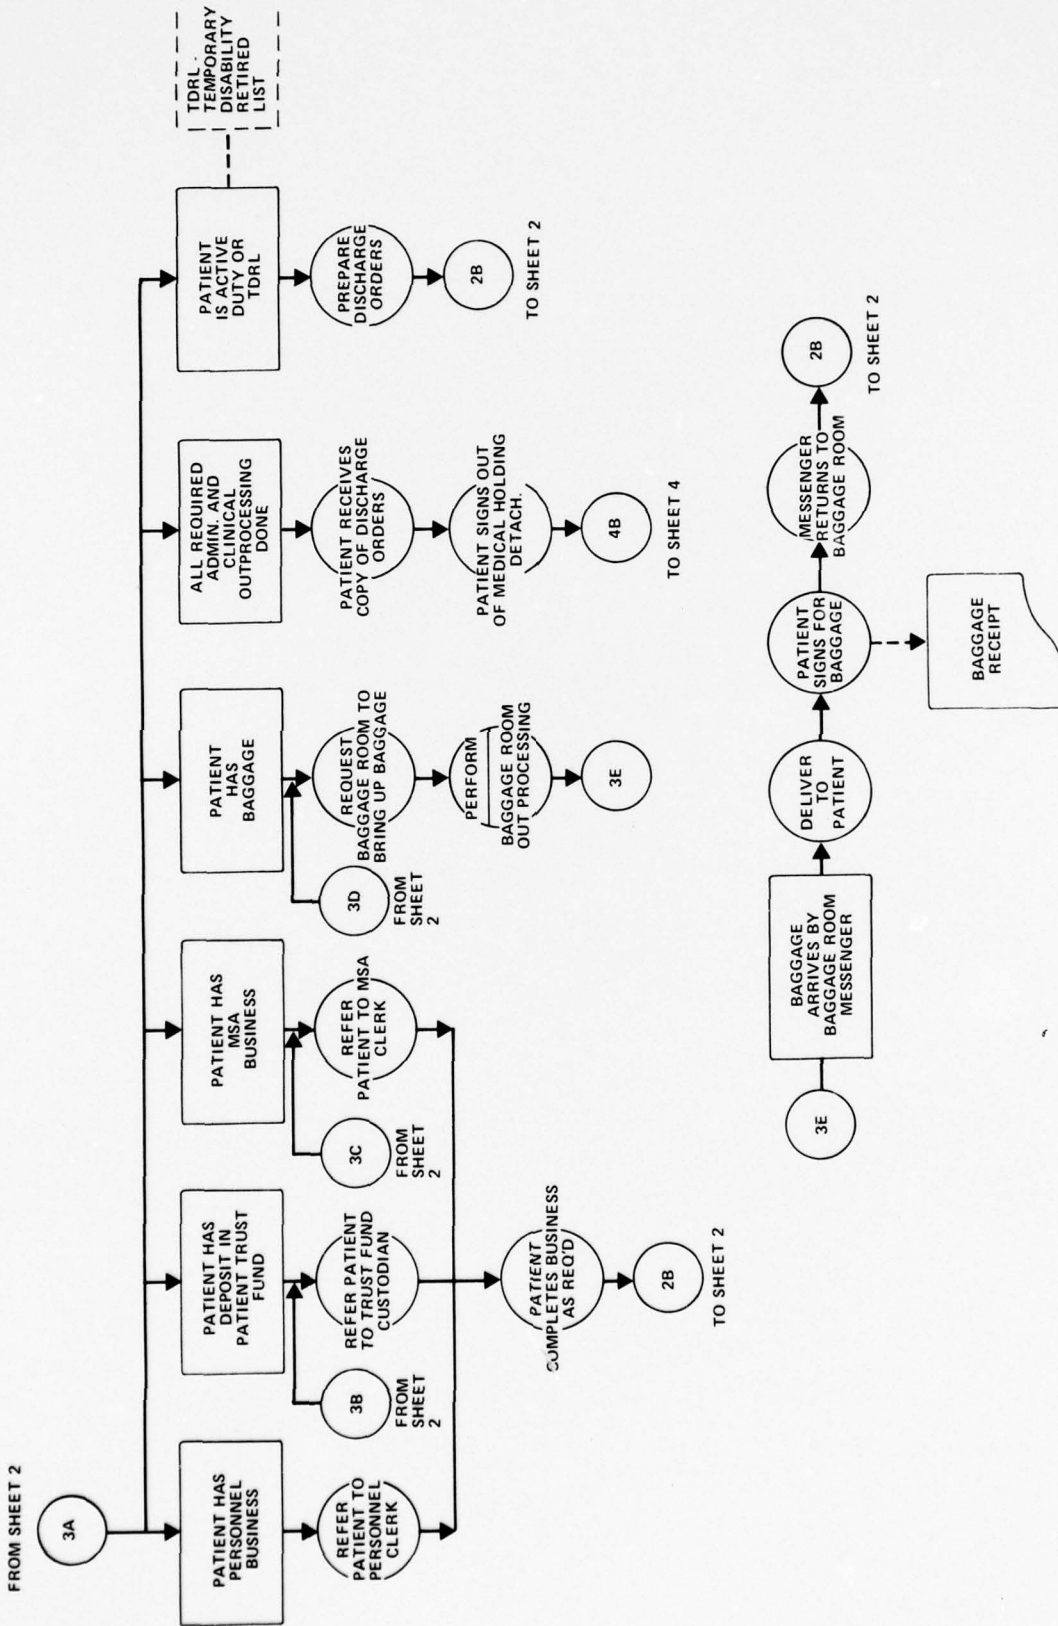 FROM SHEET 2
3A
PATIENT HAS
PERSONNEL
BUSINESS
REFER
PATIENT TO
PERSONNEL
CLERK
PATIENT HAS
DEPOSIT IN
PATIENT TRUST
FUND
3B
FROM
SHEET
2
REFER PATIENT
TO TRUST FUND
CUSTODIAN
PATIENT HAS
MSA
BUSINESS
3C
FROM
SHEET
2
REFER
PATIENT TO MSA
CLERK
PATIENT
COMPLETES BUSINESS
AS REQ'D
2B
TO SHEET 2
PATIENT
HAS
BAGGAGE
3D
FROM
SHEET
2
REQUEST
BAGGAGE ROOM TO
BRING UP BAGGAGE
PERFORM
BAGGAGE ROOM
OUT PROCESSING
3E
ALL REQUIRED
ADMIN. AND
CLINICAL
OUTPROCESSING
DONE
PATIENT RECEIVES
COPY OF DISCHARGE
ORDERS
PATIENT SIGNS OUT
OF MEDICAL HOLDING
DETACH.
4B
TO SHEET 4
PATIENT
IS ACTIVE
DUTY OR
TDRL
TDRL -
TEMPORARY
DISABILITY
RETIRED
LIST
PREPARE
DISCHARGE
ORDERS
2B
TO SHEET 2
3E
BAGGAGE
ARRIVES BY
BAGGAGE ROOM
MESSENGER
DELIVER
TO
PATIENT
PATIENT
SIGNS FOR
BAGGAGE
BAGGAGE
RECEIPT
MESSENGER
RETURNS TO
BAGGAGE ROOM
2B
TO SHEET 2